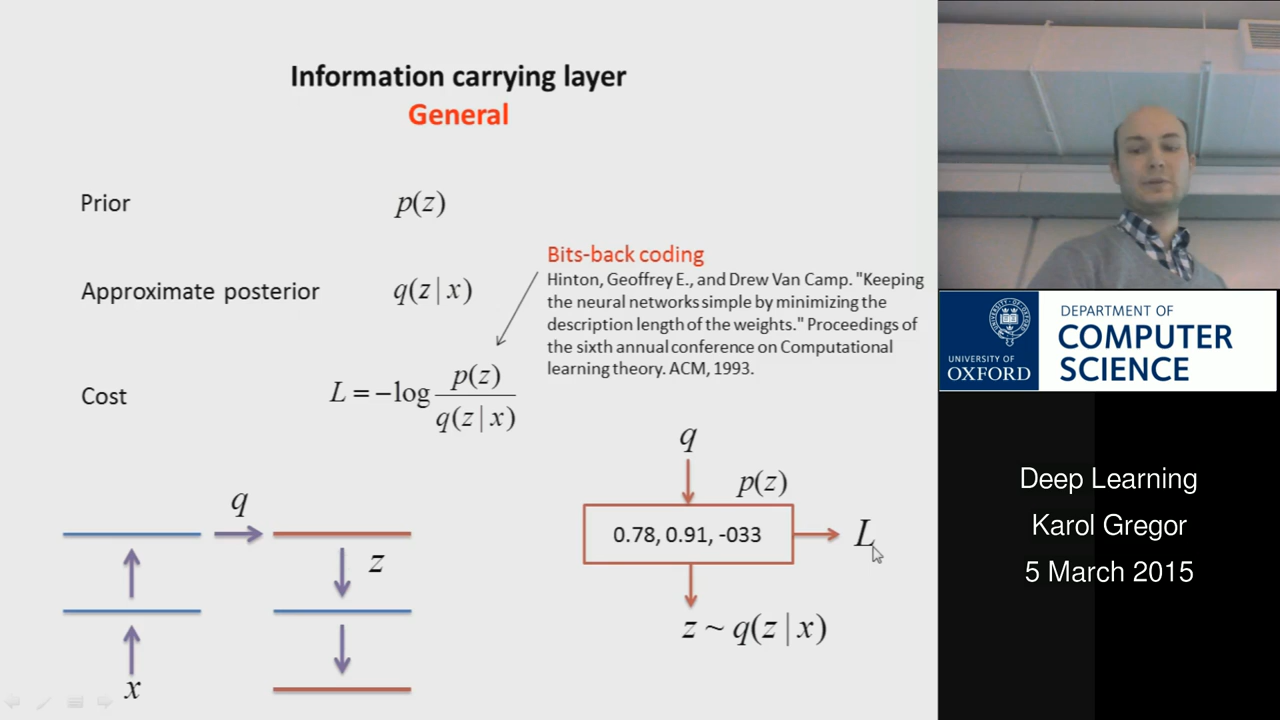 Information carrying layer
General
Prior p(z)
Bits-back coding
Hinton, Geoffrey E., and Drew Van Camp. "Keeping
the neural networks simple by minimizing the
description length of the weights." Proceedings of
the sixth annual conference on Computational
learning theory. ACM, 1993.
Approximate posterior q(z | x)
Cost L = −log p(z) / q(z | x)
q
z
x
q
p(z)
0.78, 0.91, -033
L
z ~ q(z | x)
UNIVERSITY OF
OXFORD
DEPARTMENT OF
COMPUTER
SCIENCE
Deep Learning
Karol Gregor
5 March 2015